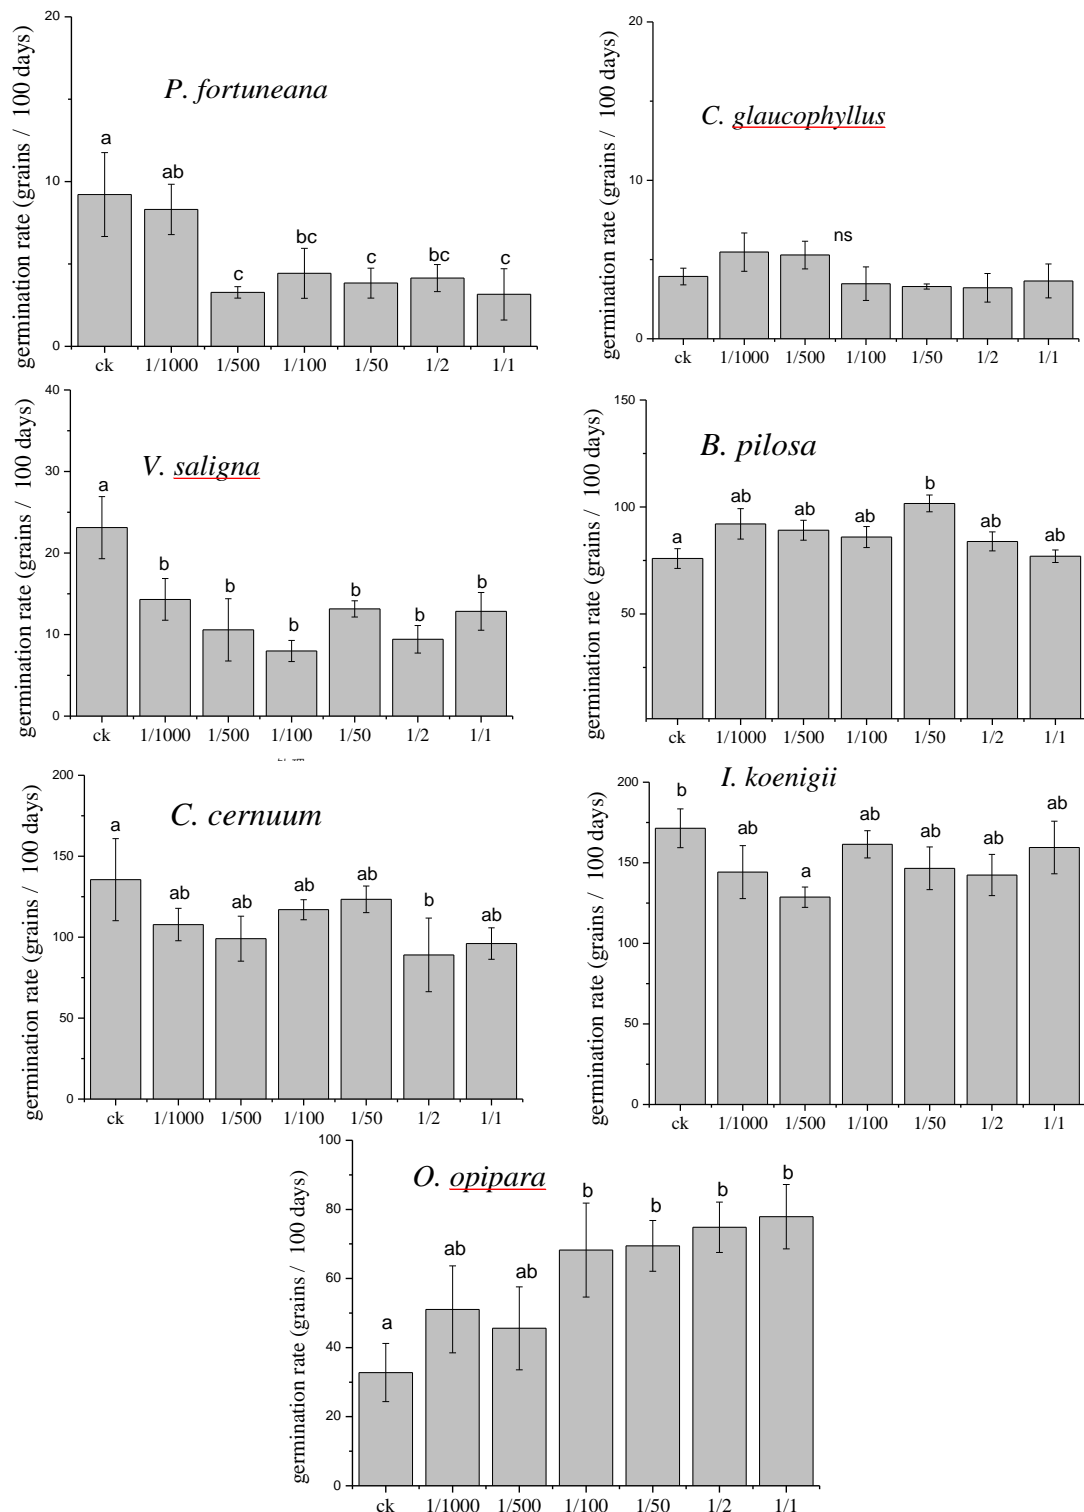 P. fortuneana
germination rate (grains / 100 days)
20
10
0
a
ab
c
bc
c
bc
c
ck 1/1000 1/500 1/100 1/50 1/2 1/1
C. glaucophyllus
germination rate (grains / 100 days)
20
10
0
ns
ck 1/1000 1/500 1/100 1/50 1/2 1/1
V. saligna
germination rate (grains / 100 days)
40
30
20
10
0
a
b
b
b
b
b
b
ck 1/1000 1/500 1/100 1/50 1/2 1/1
B. pilosa
germination rate (grains / 100 days)
150
100
50
a
ab
ab
ab
b
ab
ab
ck 1/1000 1/500 1/100 1/50 1/2 1/1
C. cernuum
germination rate (grains / 100 days)
200
150
100
50
0
a
ab
ab
ab
ab
b
ab
ck 1/1000 1/500 1/100 1/50 1/2 1/1
I. koenigii
germination rate (grains / 100 days)
200
150
100
50
0
b
ab
a
ab
ab
ab
ab
ck 1/1000 1/500 1/100 1/50 1/2 1/1
O. opipara
germination rate (grains / 100 days)
100
80
60
40
20
0
a
ab
ab
b
b
b
b
ck 1/1000 1/500 1/100 1/50 1/2 1/1